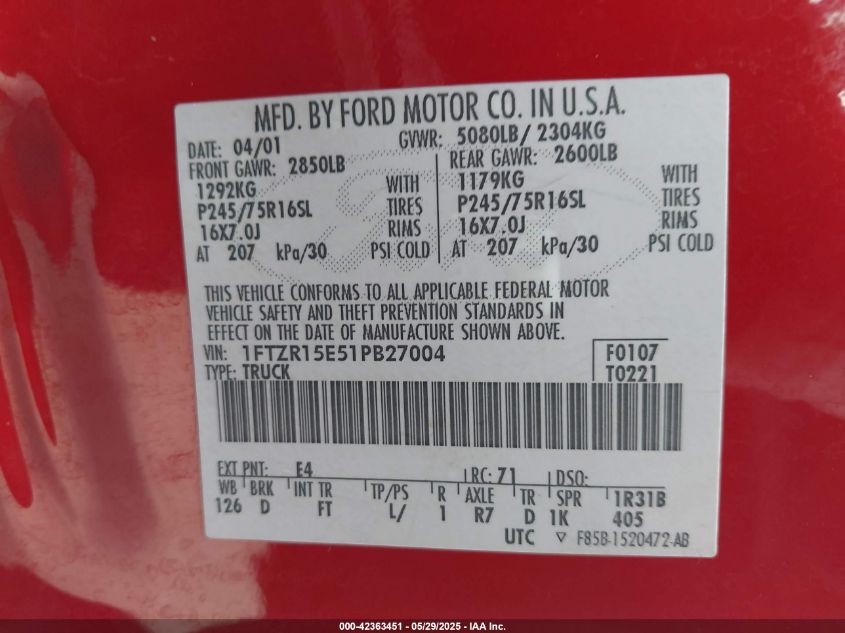 MFD. BY FORD MOTOR CO. IN U.S.A.
DATE: 04/01 GVWR: 5080LB/ 2304KG
FRONT GAWR: 2850LB REAR GAWR: 2600LB
1292KG WITH 1179KG WITH
P245/75R16SL TIRES P245/75R16SL TIRES
16X7.0J RIMS 16X7.0J RIMS
AT 207 kPa/30 PSI COLD AT 207 kPa/30 PSI COLD
THIS VEHICLE CONFORMS TO ALL APPLICABLE FEDERAL MOTOR
VEHICLE SAFETY AND THEFT PREVENTION STANDARDS IN
EFFECT ON THE DATE OF MANUFACTURE SHOWN ABOVE.
VIN: 1FTZR15E51PB27004 F0107
TYPE: TRUCK T0221
EXT PNT: E4 RC: 71 DSO:
WB BRK INT TR TP/PS R AXLE TR SPR 1R31B
126 D FT L/ 1 R7 D 1K 405
UTC ▽ F85B-1520472-AB
000-42363451 - 05/29/2025 - IAA Inc.